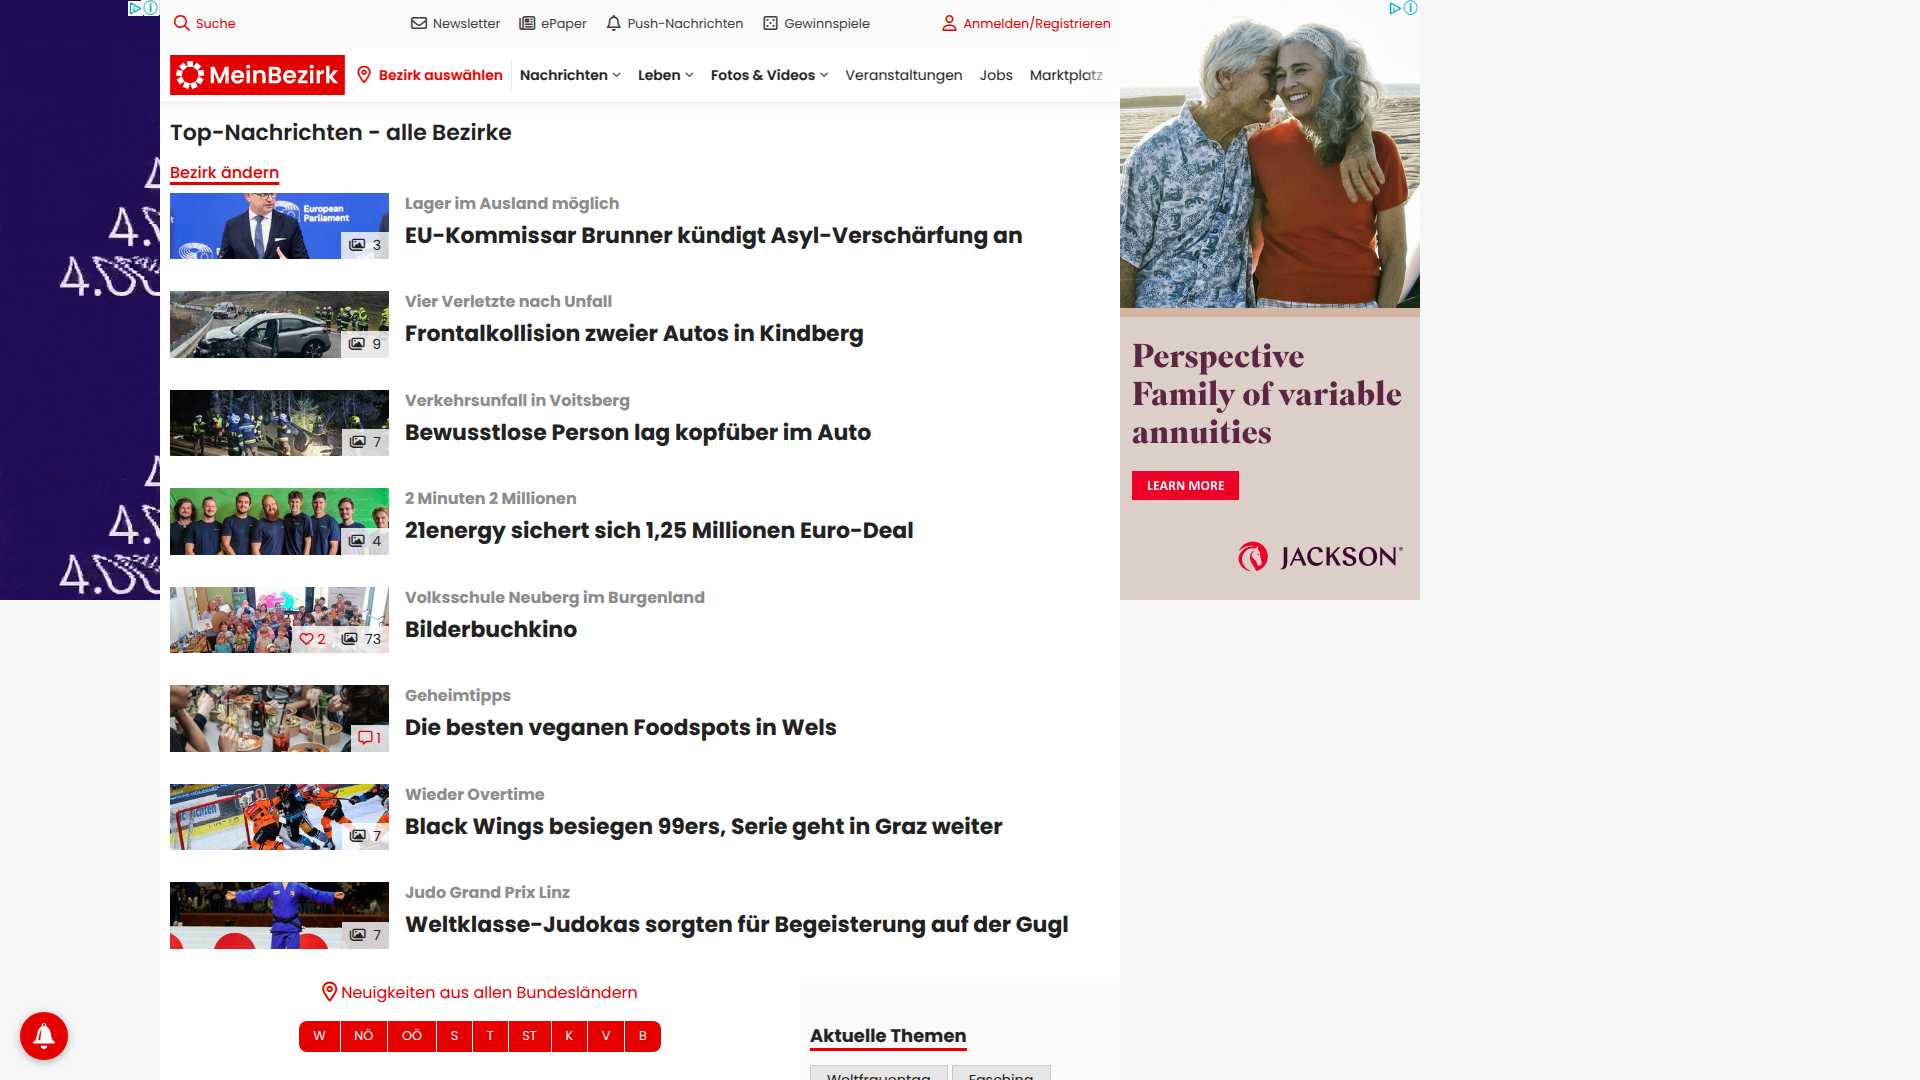 Suche
Newsletter
ePaper
Push-Nachrichten
Gewinnspiele
Anmelden/Registrieren
MeinBezirk
Bezirk auswählen
Nachrichten
Leben
Fotos & Videos
Veranstaltungen
Jobs
Marktplatz
Top-Nachrichten - alle Bezirke
Bezirk ändern
European
Parliament
3
Lager im Ausland möglich
EU-Kommissar Brunner kündigt Asyl-Verschärfung an
9
Vier Verletzte nach Unfall
Frontalkollision zweier Autos in Kindberg
7
Verkehrsunfall in Voitsberg
Bewusstlose Person lag kopfüber im Auto
4
2 Minuten 2 Millionen
21energy sichert sich 1,25 Millionen Euro-Deal
2 73
Volksschule Neuberg im Burgenland
Bilderbuchkino
1
Geheimtipps
Die besten veganen Foodspots in Wels
7
Wieder Overtime
Black Wings besiegen 99ers, Serie geht in Graz weiter
7
Judo Grand Prix Linz
Weltklasse-Judokas sorgten für Begeisterung auf der Gugl
Neuigkeiten aus allen Bundesländern
W NÖ OÖ S T ST K V B
Aktuelle Themen
Weltfrauentag
Fasching
Perspective
Family of variable
annuities
LEARN MORE
JACKSON®